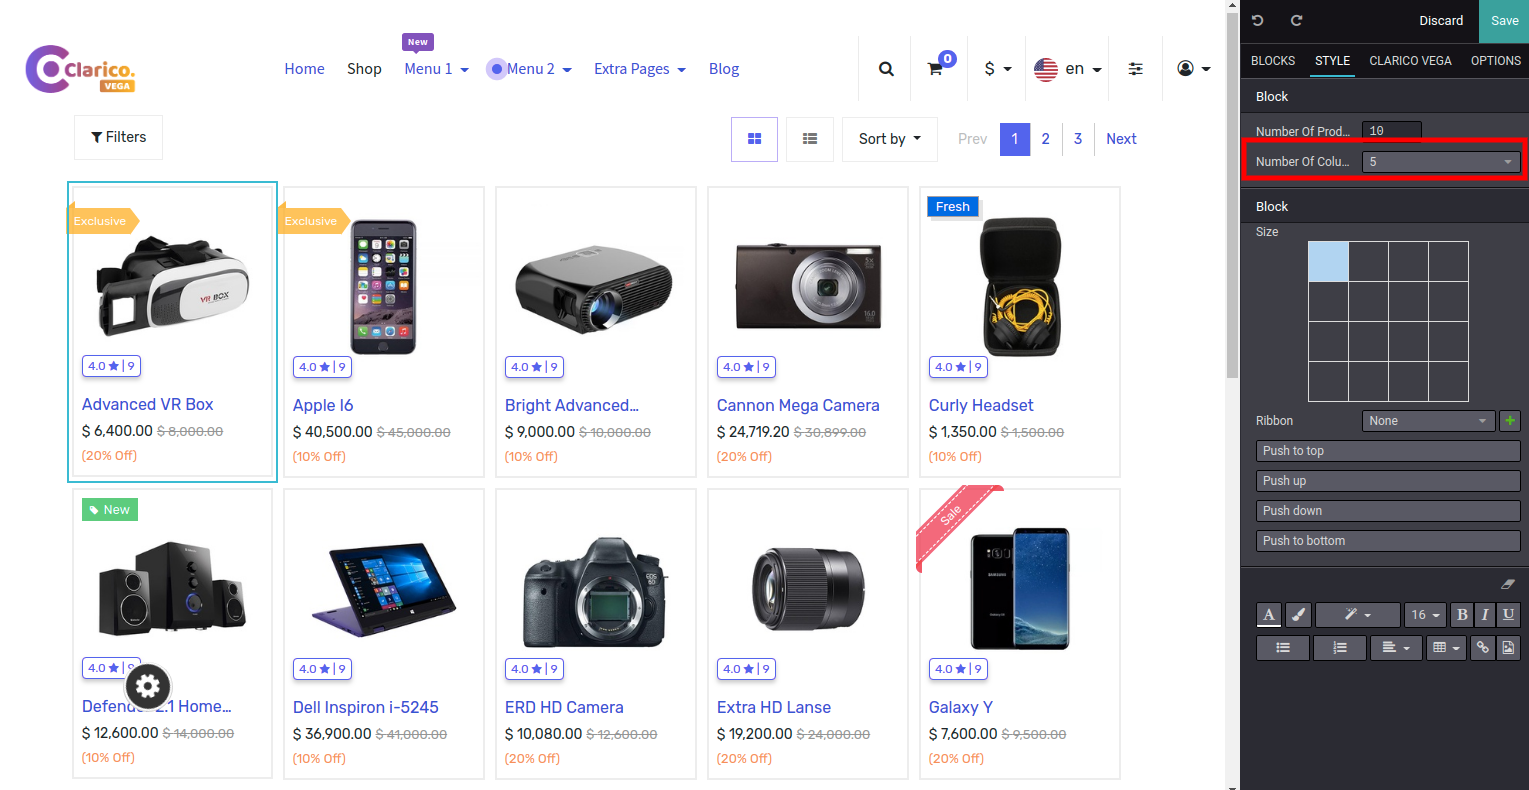 Discard Save
New
Clarico.
VEGA
Home Shop Menu 1 Menu 2 Extra Pages Blog
0
$ en
BLOCKS STYLE CLARICO VEGA OPTIONS
Block
Number Of Prod... 10
Number Of Colu... 5
Filters
Sort by
Prev 1 2 3 Next
Exclusive
Exclusive
Fresh
VR BOX
4.0 ★ | 9
4.0 ★ | 9
4.0 ★ | 9
4.0 ★ | 9
4.0 ★ | 9
Advanced VR Box
$ 6,400.00 $ 8,000.00
(20% Off)
Apple I6
$ 40,500.00 $ 45,000.00
(10% Off)
Bright Advanced...
$ 9,000.00 $ 10,000.00
(10% Off)
Cannon Mega Camera
$ 24,719.20 $ 30,899.00
(20% Off)
Curly Headset
$ 1,350.00 $ 1,500.00
(10% Off)
New
Sale
EOS
6D
SAMSUNG
4.0 ★ | 9
4.0 ★ | 9
4.0 ★ | 9
4.0 ★ | 9
4.0 ★ | 9
$ 12,600.00 $ 14,000.00
(10% Off)
Dell Inspiron i-5245
$ 36,900.00 $ 41,000.00
(10% Off)
ERD HD Camera
$ 10,080.00 $ 12,600.00
(20% Off)
Extra HD Lanse
$ 19,200.00 $ 24,000.00
(20% Off)
Galaxy Y
$ 7,600.00 $ 9,500.00
(20% Off)
Block
Size
Ribbon None +
Push to top
Push up
Push down
Push to bottom
A 16 B I U